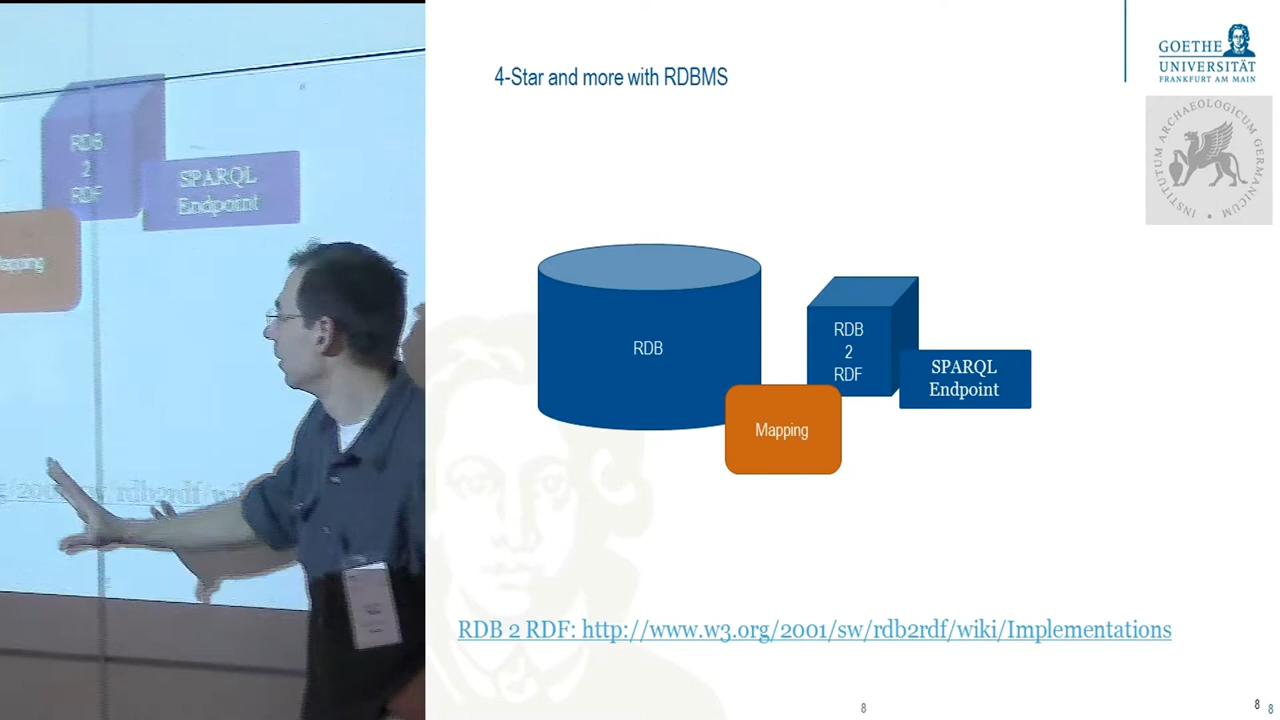 RDB
2
RDF
SPARQL
Endpoint
Mapping
4-Star and more with RDBMS
GOETHE
UNIVERSITÄT
FRANKFURT AM MAIN
INSTITUTUM ARCHAEOLOGICUM GERMANICUM
RDB
RDB
2
RDF
SPARQL
Endpoint
Mapping
RDB 2 RDF: http://www.w3.org/2001/sw/rdb2rdf/wiki/Implementations
8
8
8